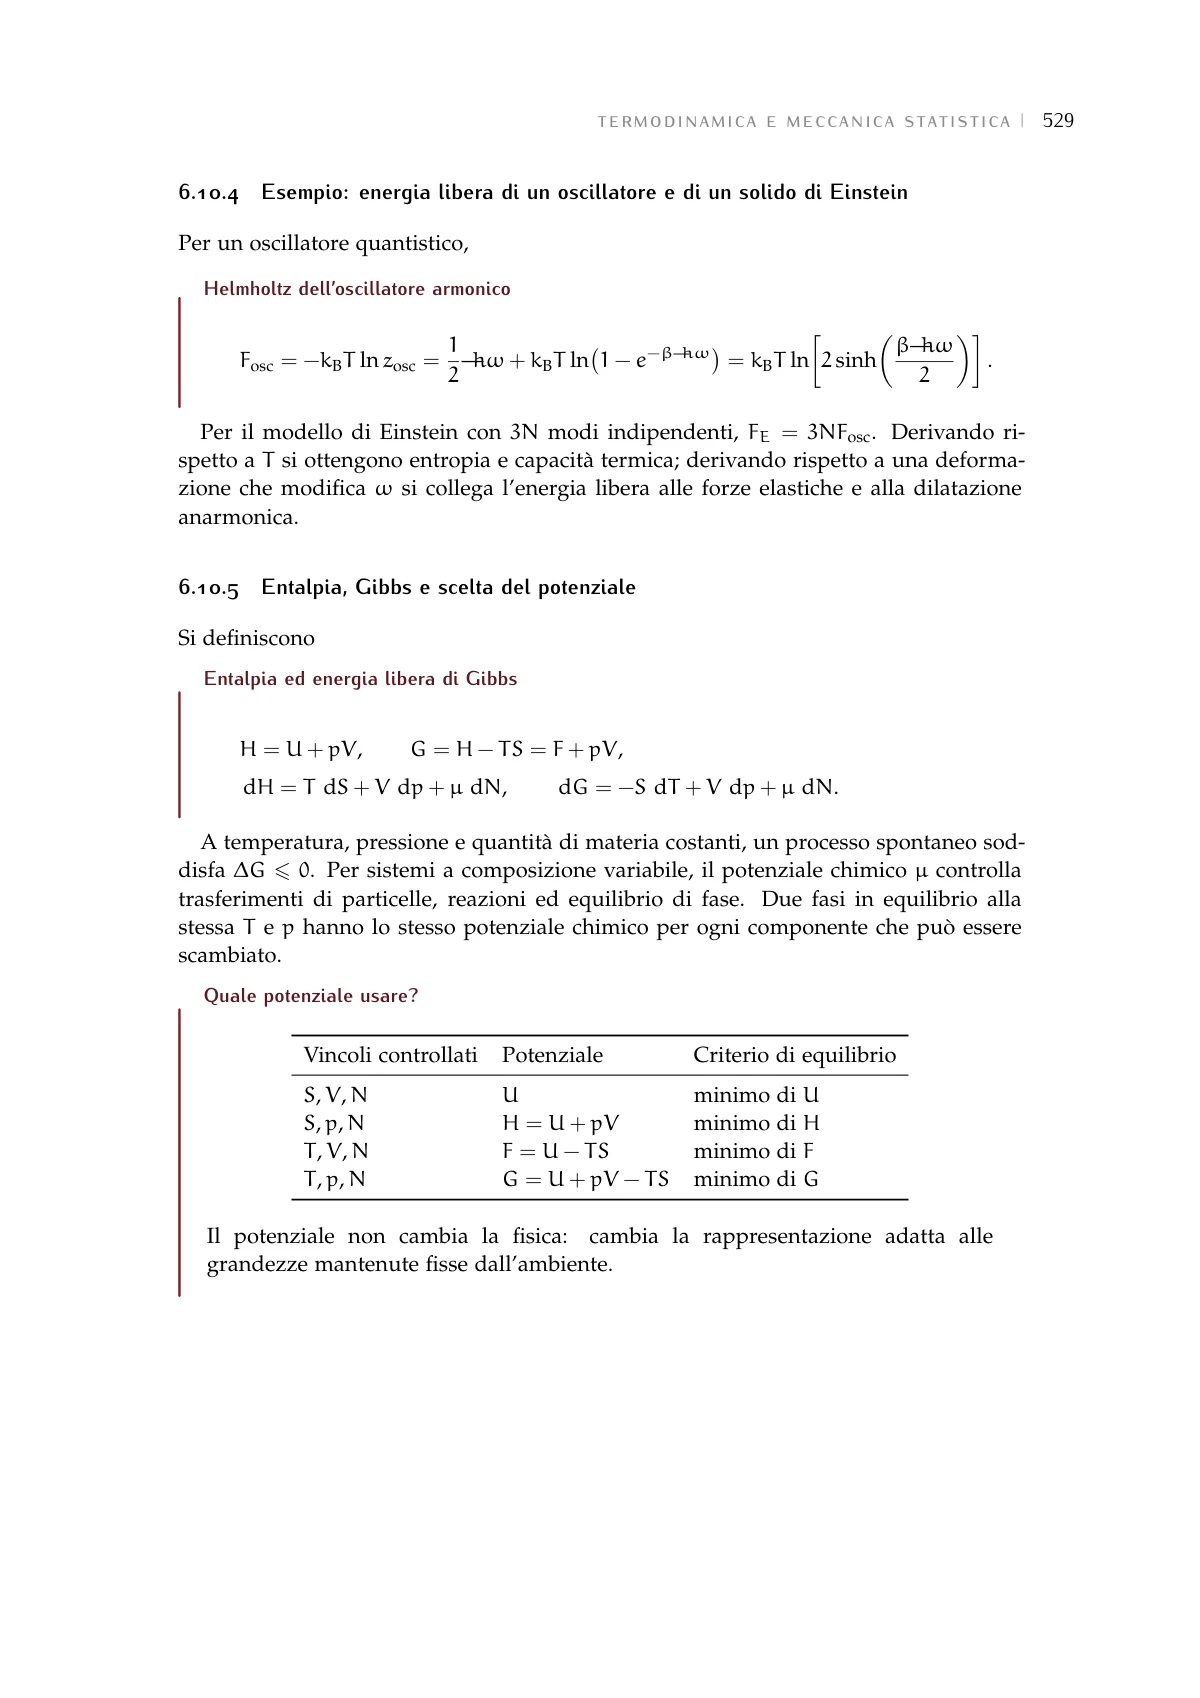 TERMODINAMICA E MECCANICA STATISTICA | 529
6.10.4 Esempio: energia libera di un oscillatore e di un solido di Einstein
Per un oscillatore quantistico,
Helmholtz dell'oscillatore armonico
F_osc = −k_B T ln z_osc = 1/2 ħω + k_B T ln(1 − e^{−βħω}) = k_B T ln[2 sinh(βħω/2)].
Per il modello di Einstein con 3N modi indipendenti, F_E = 3NF_osc. Derivando ri-
spetto a T si ottengono entropia e capacità termica; derivando rispetto a una deforma-
zione che modifica ω si collega l'energia libera alle forze elastiche e alla dilatazione
anarmonica.
6.10.5 Entalpia, Gibbs e scelta del potenziale
Si definiscono
Entalpia ed energia libera di Gibbs
H = U + pV, G = H − TS = F + pV,
dH = T dS + V dp + μ dN, dG = −S dT + V dp + μ dN.
A temperatura, pressione e quantità di materia costanti, un processo spontaneo sod-
disfa ΔG ⩽ 0. Per sistemi a composizione variabile, il potenziale chimico μ controlla
trasferimenti di particelle, reazioni ed equilibrio di fase. Due fasi in equilibrio alla
stessa T e p hanno lo stesso potenziale chimico per ogni componente che può essere
scambiato.
Quale potenziale usare?
Vincoli controllati Potenziale Criterio di equilibrio
S, V, N U minimo di U
S, p, N H = U + pV minimo di H
T, V, N F = U − TS minimo di F
T, p, N G = U + pV − TS minimo di G
Il potenziale non cambia la fisica: cambia la rappresentazione adatta alle
grandezze mantenute fisse dall'ambiente.